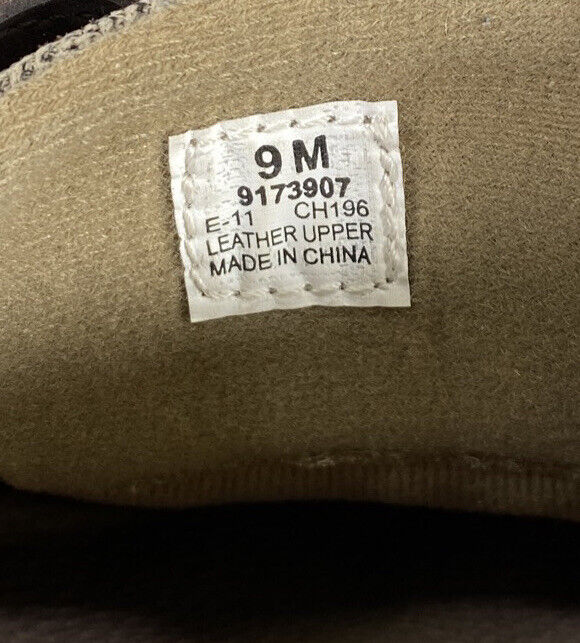 9 M
9173907
E-11 CH196
LEATHER UPPER
MADE IN CHINA